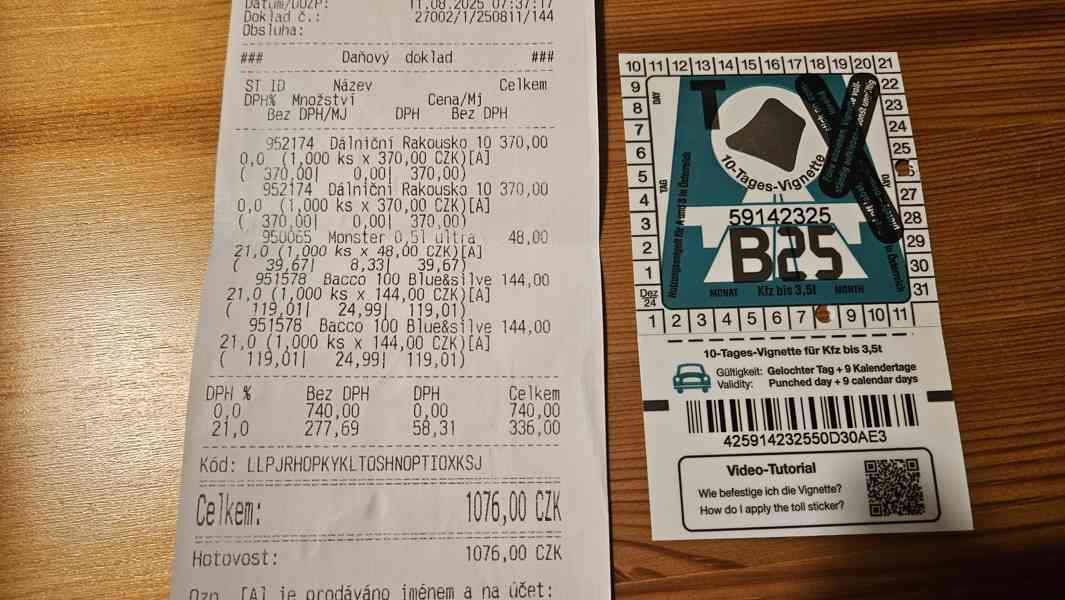 Datum/DUZP: 11.08.2025 07:37:17
Doklad č.: 27002/1/250811/144
Obsluha:
### Daňový doklad ###
ST ID Název Celkem
DPH% Množství Cena/Mj
Bez DPH/MJ DPH Bez DPH
952174 Dálniční Rakousko 10 370,00
0,0 (1,000 ks x 370,00 CZK)[A]
( 370,00| 0,00| 370,00)
952174 Dálniční Rakousko 10 370,00
0,0 (1,000 ks x 370,00 CZK)[A]
( 370,00| 0,00| 370,00)
950065 Monster 0,5l ultra 48,00
21,0 (1,000 ks x 48,00 CZK)[A]
( 39,67| 8,33| 39,67)
951578 Bacco 100 Blue&silve 144,00
21,0 (1,000 ks x 144,00 CZK)[A]
( 119,01| 24,99| 119,01)
951578 Bacco 100 Blue&silve 144,00
21,0 (1,000 ks x 144,00 CZK)[A]
( 119,01| 24,99| 119,01)
DPH % Bez DPH DPH Celkem
0,0 740,00 0,00 740,00
21,0 277,69 58,31 336,00
Kód: LLPJRHOPKYKLTOSHNOPTIOXKSJ
Celkem: 1076,00 CZK
Hotovost: 1076,00 CZK
Ozn. [A] je prodáváno jménem a na účet:
10 11 12 13 14 15 16 17 18 19 20 21
9 22
8 23
7 24
6 25
5
4 27
3 28
2 29
1 30
Dez 24 31
1 2 3 4 5 6 7 9 10 11
DAY
TAG
DAY
T
10-Tages-Vignette
59142325
B25
Nutzungsentgelt für A und S in Österreich
in Österreich
MONAT Kfz bis 3,5t MONTH
10-Tages-Vignette für Kfz bis 3,5t
Gültigkeit: Gelochter Tag + 9 Kalendertage
Validity: Punched day + 9 calendar days
425914232550D30AE3
Video-Tutorial
Wie befestige ich die Vignette?
How do I apply the toll sticker?